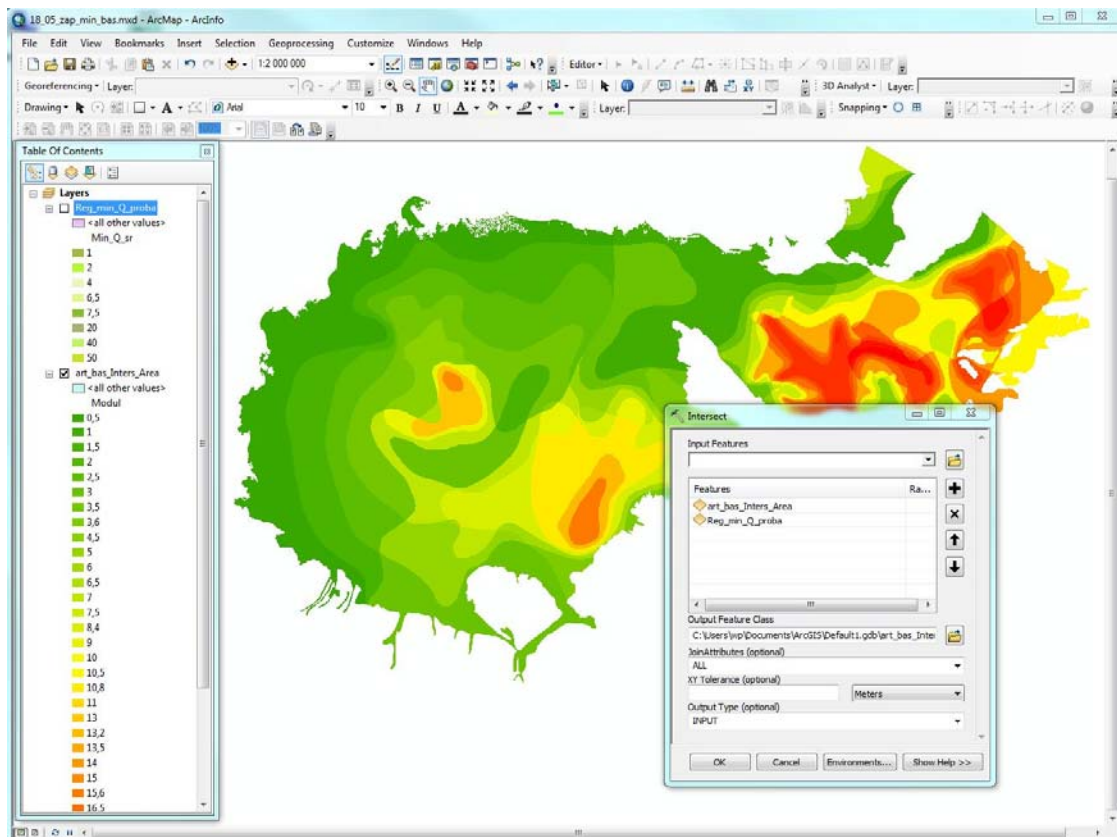 18_05_zap_min_bas.mxd - ArcMap - ArcInfo
File Edit View Bookmarks Insert Selection Geoprocessing Customize Windows Help
1:2 000 000 Editor
Georeferencing Layer: 3D Analyst Layer:
Drawing A Arial 10 B I U A Layer: Snapping
Table Of Contents
Layers
Reg_min_Q_proba
<all other values>
Min_Q_sr
1
2
4
6,5
7,5
20
40
50
art_bas_Inters_Area
<all other values>
Modul
0,5
1
1,5
2
2,5
3
3,5
3,6
4,5
5
6
6,5
7
7,5
8,4
9
10
10,5
10,8
11
13
13,2
13,5
14
15
15,6
16,5
Intersect
Input Features
Features Ra...
art_bas_Inters_Area
Reg_min_Q_proba
Output Feature Class
C:\Users\wp\Documents\ArcGIS\Default1.gdb\art_bas_Inter
JoinAttributes (optional)
ALL
XY Tolerance (optional)
Meters
Output Type (optional)
INPUT
OK Cancel Environments... Show Help >>